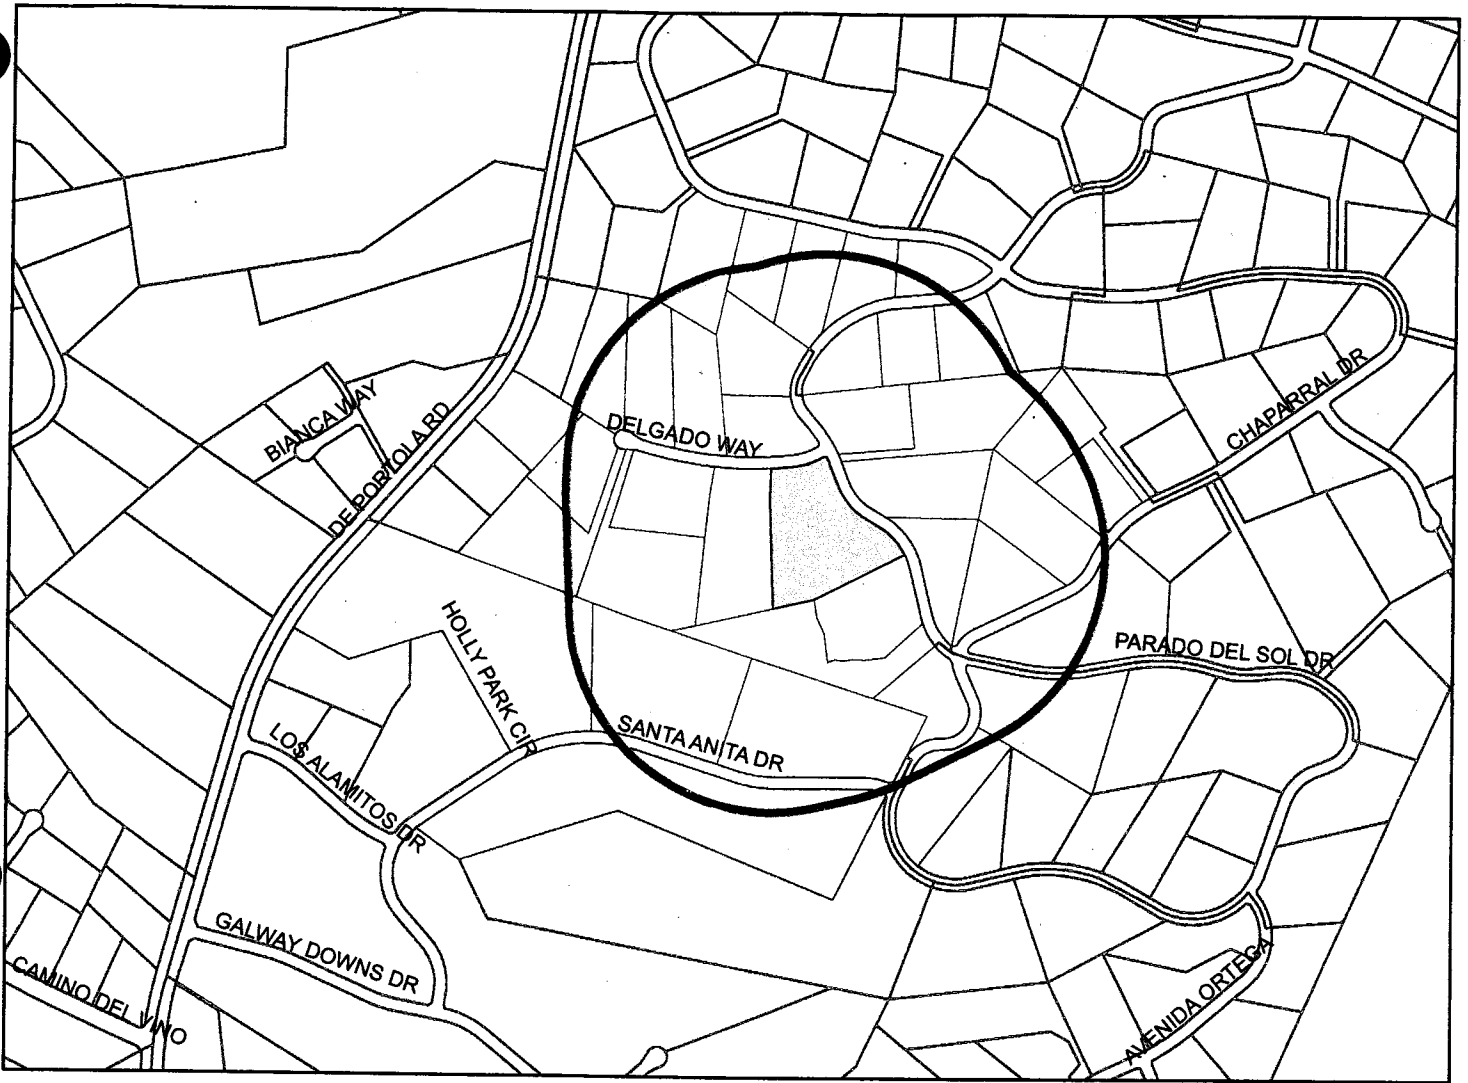 CHAPARRAL DR
BIANCA WAY
DE PORTOLA RD
DELGADO WAY
HOLLY PARK CIR
PARADO DEL SOL DR
SANTA ANITA DR
LOS ALAMITOS DR
GALWAY DOWNS DR
CAMINO DEL VINO
AVENIDA ORTEGA